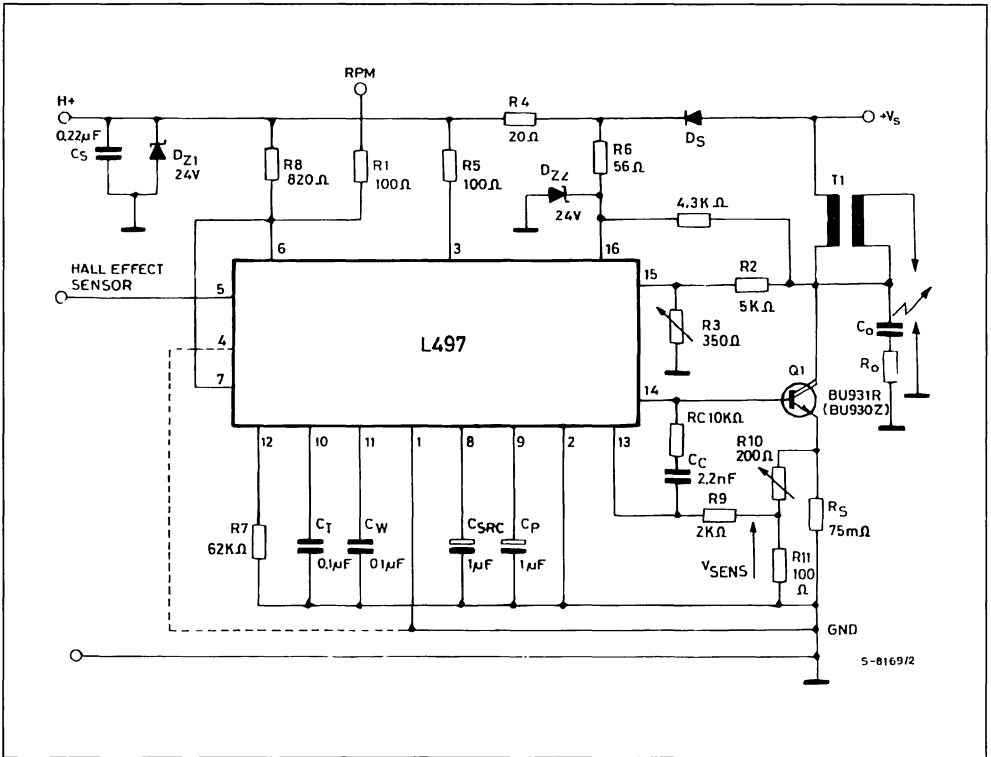 RPM
H+
0,22µF
CS
DZ1
24V
R8
820Ω
R1
100Ω
R5
100Ω
R4
20Ω
R6
56Ω
DS
+VS
DZ2
24V
4.3KΩ
T1
6
3
16
HALL EFFECT
SENSOR
5
4
7
L497
15
R2
5KΩ
R3
350Ω
Co
Ro
14
Q1
BU931R
(BU930Z)
RC 10KΩ
CC
2,2nF
R10
200Ω
12
10
11
1
8
9
2
13
R7
62KΩ
CT
0,1µF
CW
0.1µF
CSRC
1µF
CP
1µF
R9
2KΩ
RS
75mΩ
VSENS
R11
100
Ω
GND
S-8169/2